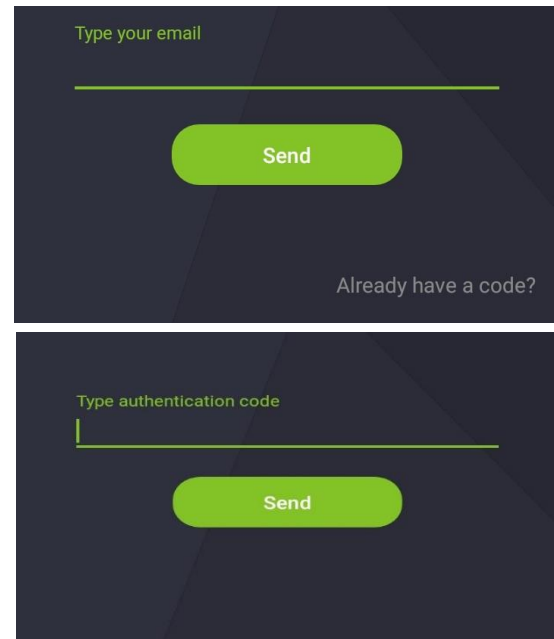 Type your email
Send
Already have a code?
Type authentication code
Send